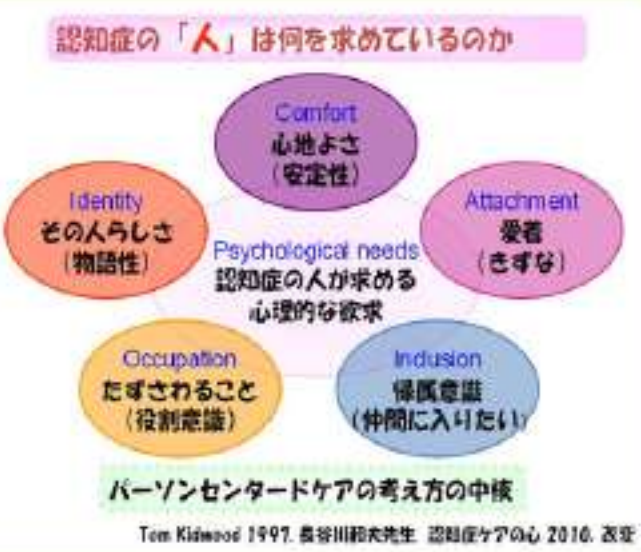 認知症の「人」は何を求めているのか
Comfort
心地よさ
(安定性)
Identity
その人らしさ
(物語性)
Attachment
愛着
(きずな)
Psychological needs
認知症の人が求める
心理的な欲求
Occupation
たずさわること
(役割意識)
Inclusion
帰属意識
(仲間に入りたい)
パーソンセンタードケアの考え方の中核
Tom Kidwood 1997. 長谷川和夫先生 認知症ケアの心 2010. 改変